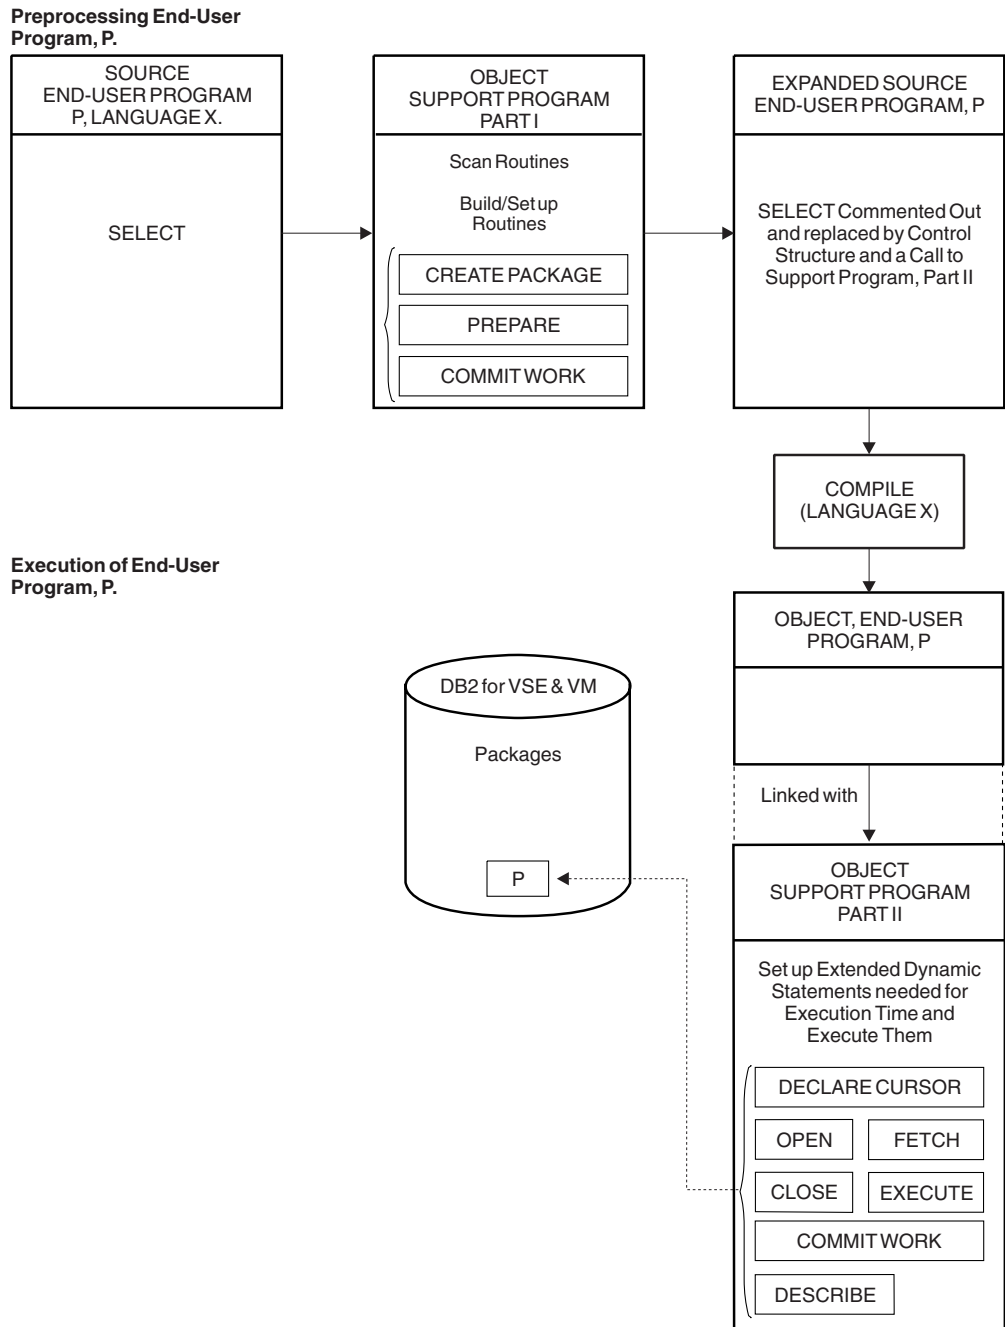 Preprocessing End-User
Program, P.
SOURCE
END-USER PROGRAM
P, LANGUAGE X.
SELECT
OBJECT
SUPPORT PROGRAM
PART I
Scan Routines
Build/Set up
Routines
CREATE PACKAGE
PREPARE
COMMIT WORK
EXPANDED SOURCE
END-USER PROGRAM, P
SELECT Commented Out
and replaced by Control
Structure and a Call to
Support Program, Part II
COMPILE
(LANGUAGE X)
Execution of End-User
Program, P.
OBJECT, END-USER
PROGRAM, P
DB2 for VSE & VM
Packages
P
Linked with
OBJECT
SUPPORT PROGRAM
PART II
Set up Extended Dynamic
Statements needed for
Execution Time and
Execute Them
DECLARE CURSOR
OPEN
FETCH
CLOSE
EXECUTE
COMMIT WORK
DESCRIBE